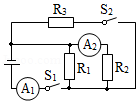 R₃ S₂
A₂
R₁ R₂
A₁ S₁